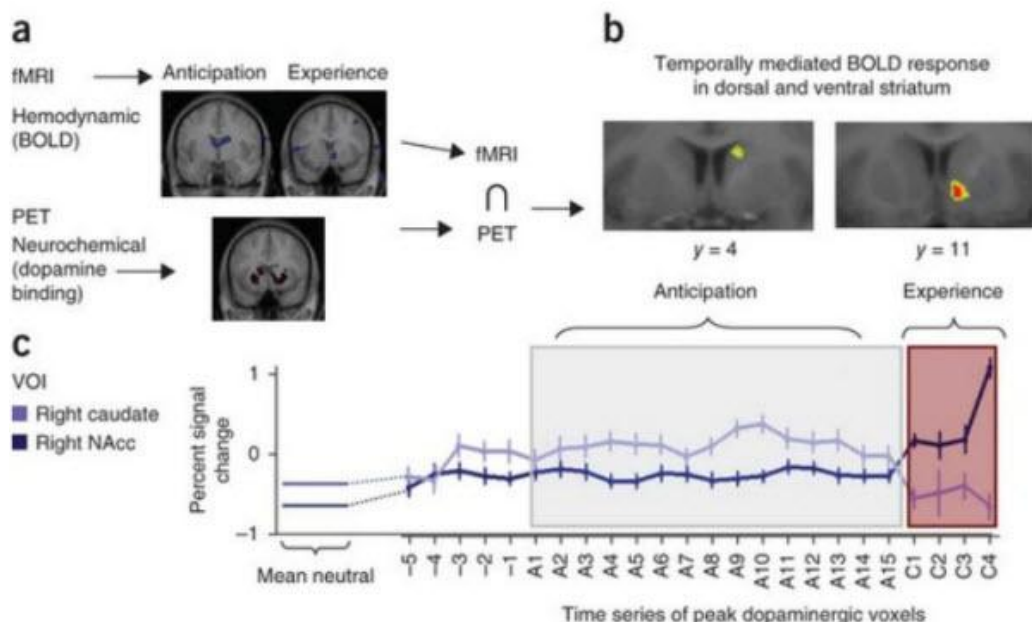 a
fMRI
Anticipation Experience
Hemodynamic
(BOLD)
fMRI
∩
PET
PET
Neurochemical
(dopamine
binding)
b
Temporally mediated BOLD response
in dorsal and ventral striatum
y = 4
y = 11
c
VOI
Right caudate
Right NAcc
Anticipation
Experience
Percent signal
change
1
0
–1
Mean neutral
–5 –4 –3 –2 –1 A1 A2 A3 A4 A5 A6 A7 A8 A9 A10 A11 A12 A13 A14 A15 C1 C2 C3 C4
Time series of peak dopaminergic voxels